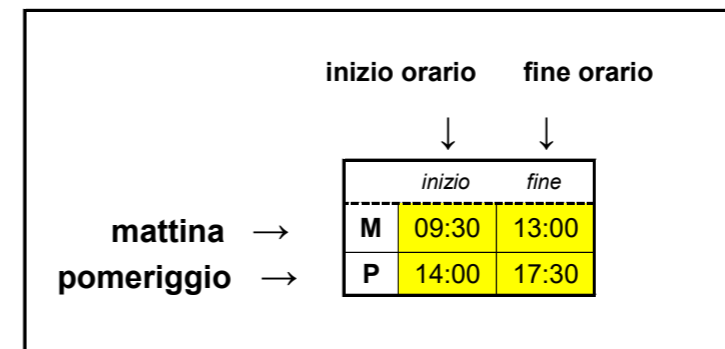 inizio orario fine orario
↓ ↓
inizio fine
mattina → M 09:30 13:00
pomeriggio → P 14:00 17:30